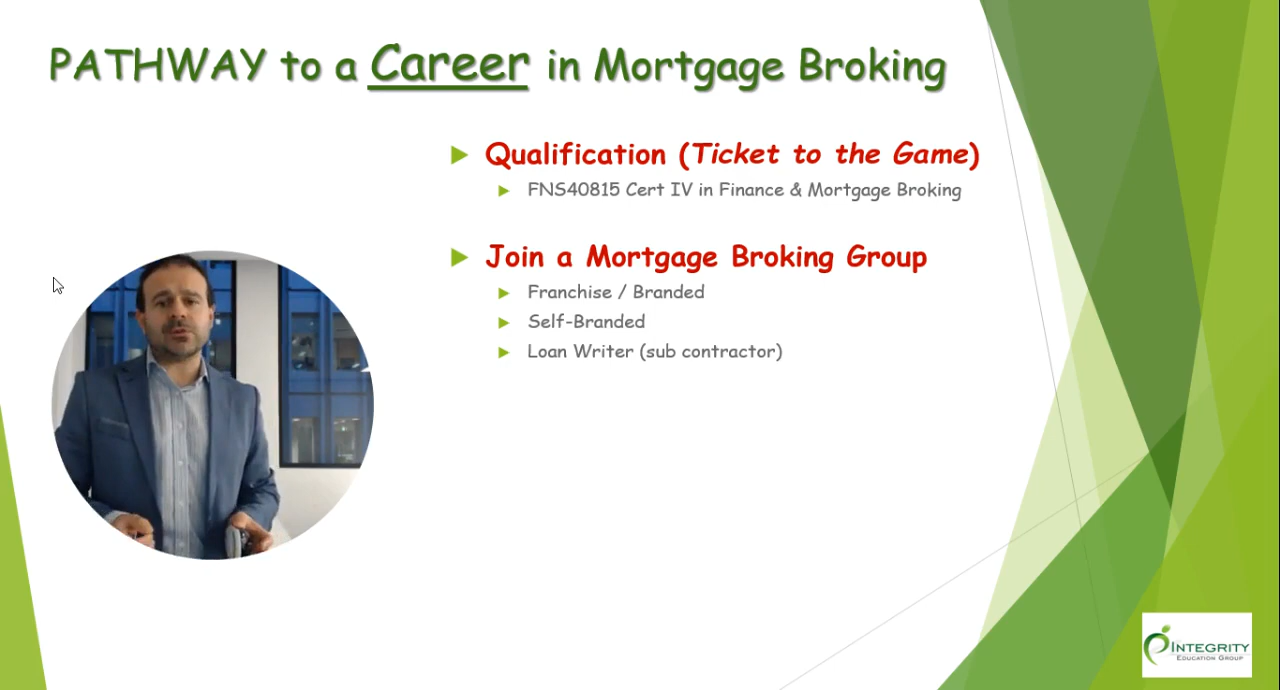 PATHWAY to a Career in Mortgage Broking
Qualification (Ticket to the Game)
FNS40815 Cert IV in Finance & Mortgage Broking
Join a Mortgage Broking Group
Franchise / Branded
Self-Branded
Loan Writer (sub contractor)
INTEGRITY
EDUCATION GROUP